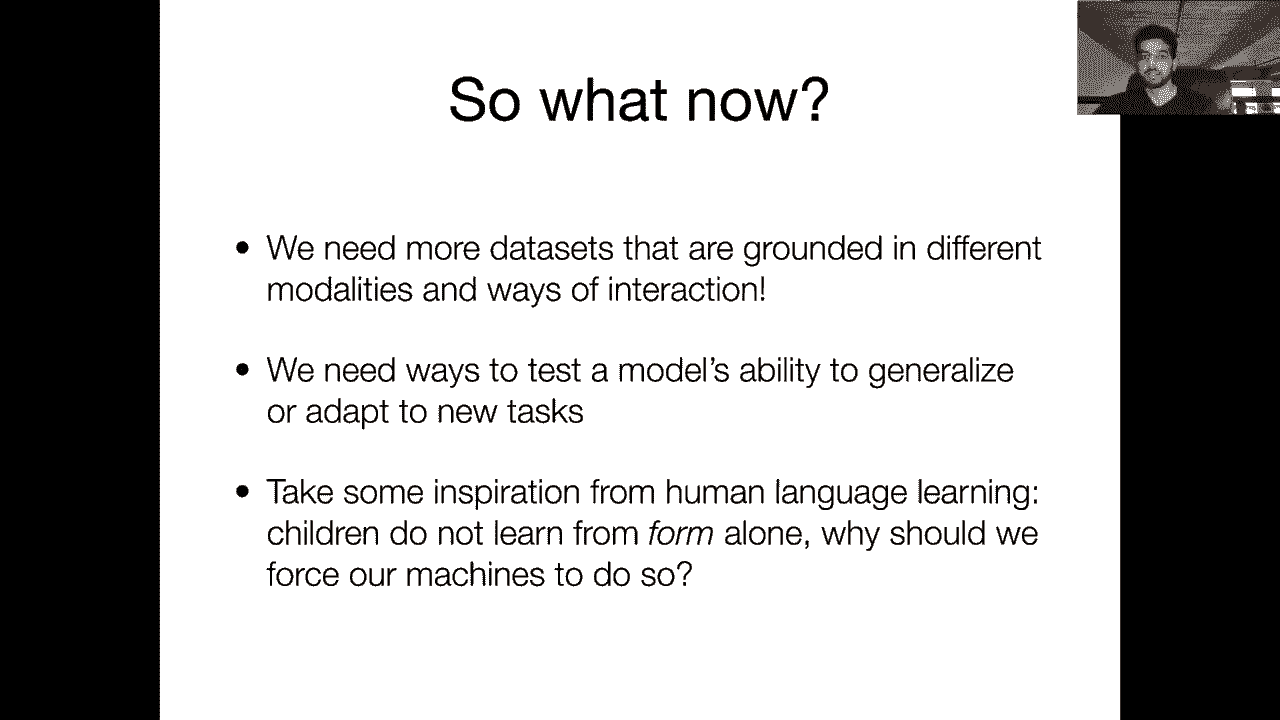 So what now?
• We need more datasets that are grounded in different
modalities and ways of interaction!
• We need ways to test a model’s ability to generalize
or adapt to new tasks
• Take some inspiration from human language learning:
children do not learn from form alone, why should we
force our machines to do so?